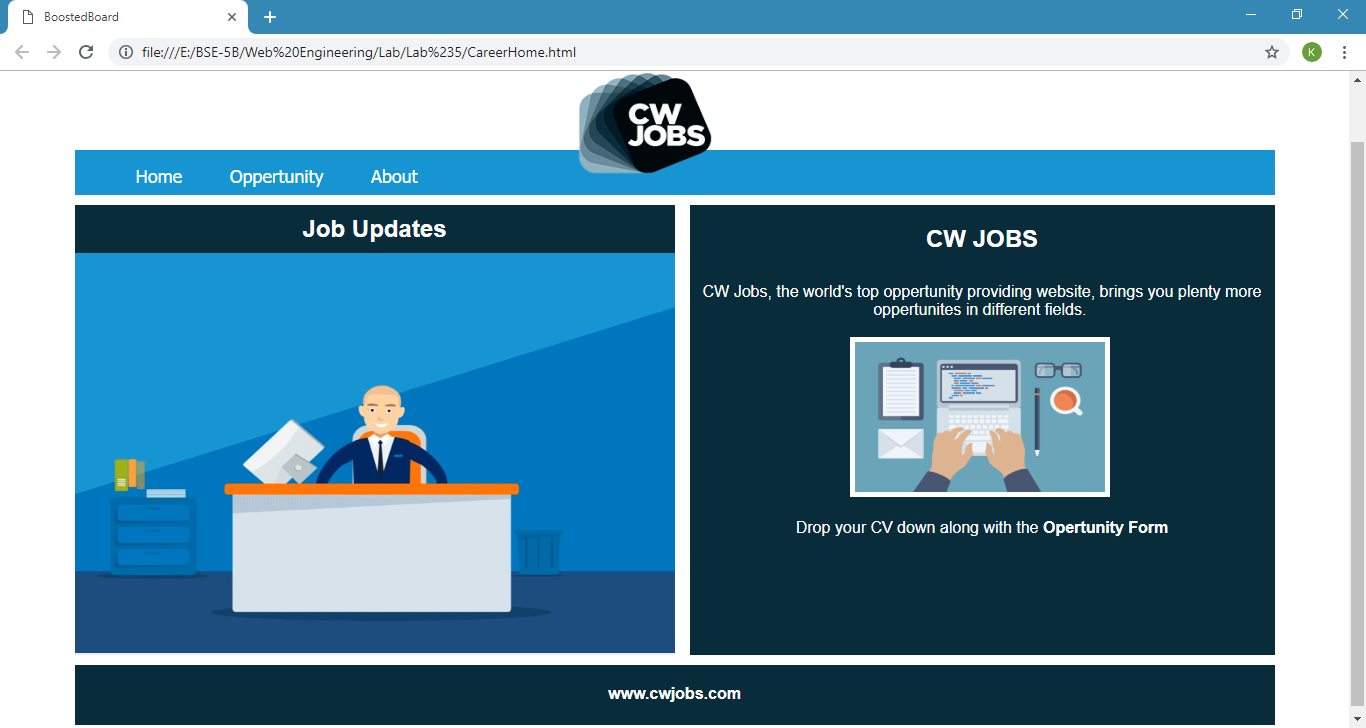 BoostedBoard
file:///E:/BSE-5B/Web%20Engineering/Lab/Lab%235/CareerHome.html
K
CW
JOBS
Home Oppertunity About
Job Updates
CW JOBS
CW Jobs, the world's top oppertunity providing website, brings you plenty more
oppertunites in different fields.
Drop your CV down along with the Opertunity Form
www.cwjobs.com